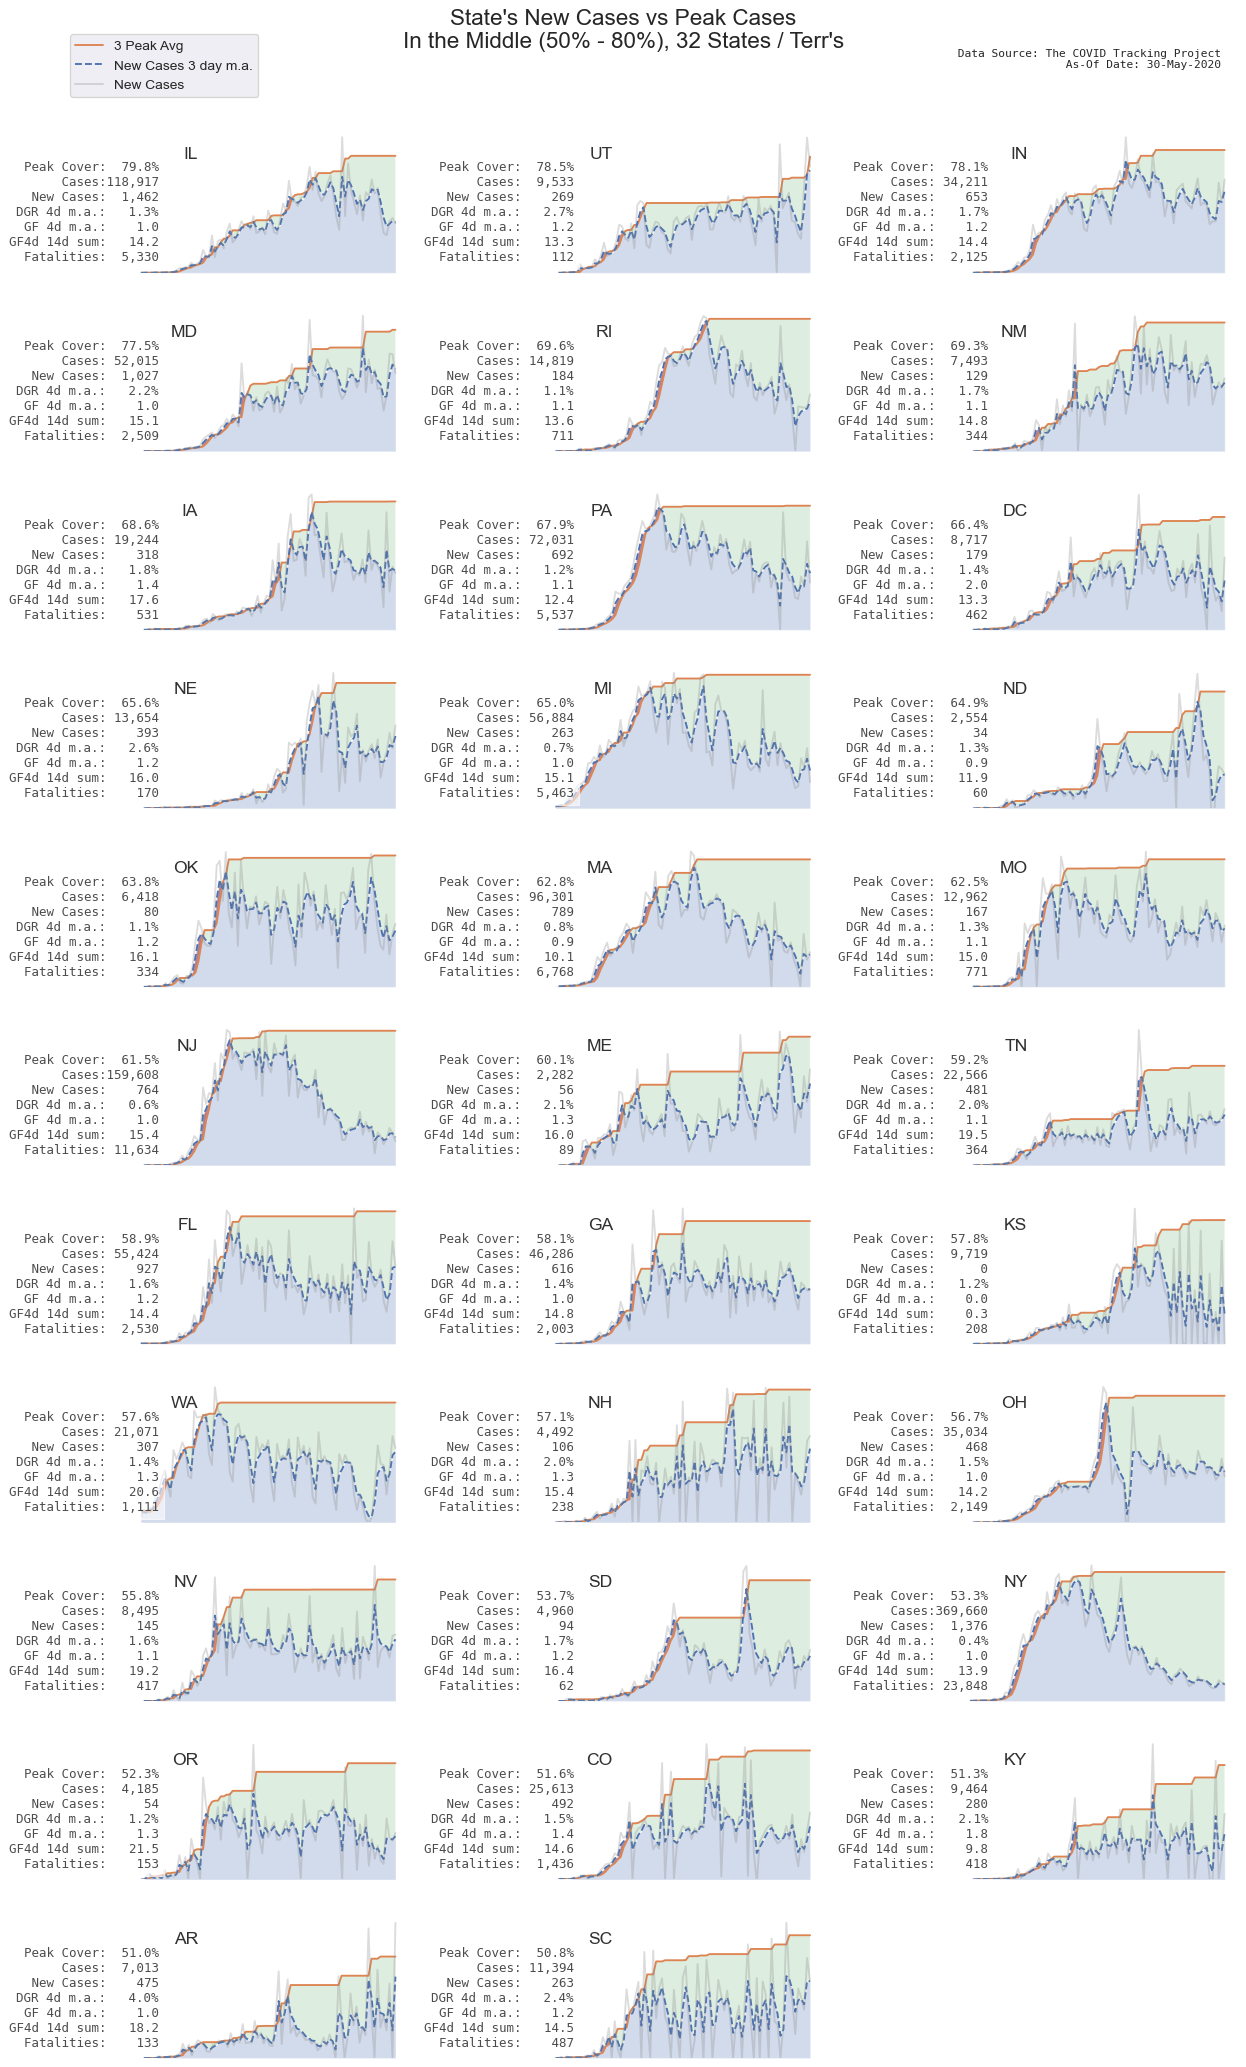 State's New Cases vs Peak Cases
In the Middle (50% - 80%), 32 States / Terr's
3 Peak Avg
New Cases 3 day m.a.
New Cases
Data Source: The COVID Tracking Project
As-Of Date: 30-May-2020
IL
Peak Cover: 79.8%
Cases:118,917
New Cases: 1,462
DGR 4d m.a.: 1.3%
GF 4d m.a.: 1.0
GF4d 14d sum: 14.2
Fatalities: 5,330
UT
Peak Cover: 78.5%
Cases: 9,533
New Cases: 269
DGR 4d m.a.: 2.7%
GF 4d m.a.: 1.2
GF4d 14d sum: 13.3
Fatalities: 112
IN
Peak Cover: 78.1%
Cases: 34,211
New Cases: 653
DGR 4d m.a.: 1.7%
GF 4d m.a.: 1.2
GF4d 14d sum: 14.4
Fatalities: 2,125
MD
Peak Cover: 77.5%
Cases: 52,015
New Cases: 1,027
DGR 4d m.a.: 2.2%
GF 4d m.a.: 1.0
GF4d 14d sum: 15.1
Fatalities: 2,509
RI
Peak Cover: 69.6%
Cases: 14,819
New Cases: 184
DGR 4d m.a.: 1.1%
GF 4d m.a.: 1.1
GF4d 14d sum: 13.6
Fatalities: 711
NM
Peak Cover: 69.3%
Cases: 7,493
New Cases: 129
DGR 4d m.a.: 1.7%
GF 4d m.a.: 1.1
GF4d 14d sum: 14.8
Fatalities: 344
IA
Peak Cover: 68.6%
Cases: 19,244
New Cases: 318
DGR 4d m.a.: 1.8%
GF 4d m.a.: 1.4
GF4d 14d sum: 17.6
Fatalities: 531
PA
Peak Cover: 67.9%
Cases: 72,031
New Cases: 692
DGR 4d m.a.: 1.2%
GF 4d m.a.: 1.1
GF4d 14d sum: 12.4
Fatalities: 5,537
DC
Peak Cover: 66.4%
Cases: 8,717
New Cases: 179
DGR 4d m.a.: 1.4%
GF 4d m.a.: 2.0
GF4d 14d sum: 13.3
Fatalities: 462
NE
Peak Cover: 65.6%
Cases: 13,654
New Cases: 393
DGR 4d m.a.: 2.6%
GF 4d m.a.: 1.2
GF4d 14d sum: 16.0
Fatalities: 170
MI
Peak Cover: 65.0%
Cases: 56,884
New Cases: 263
DGR 4d m.a.: 0.7%
GF 4d m.a.: 1.0
GF4d 14d sum: 15.1
Fatalities: 5,463
ND
Peak Cover: 64.9%
Cases: 2,554
New Cases: 34
DGR 4d m.a.: 1.3%
GF 4d m.a.: 0.9
GF4d 14d sum: 11.9
Fatalities: 60
OK
Peak Cover: 63.8%
Cases: 6,418
New Cases: 80
DGR 4d m.a.: 1.1%
GF 4d m.a.: 1.2
GF4d 14d sum: 16.1
Fatalities: 334
MA
Peak Cover: 62.8%
Cases: 96,301
New Cases: 789
DGR 4d m.a.: 0.8%
GF 4d m.a.: 0.9
GF4d 14d sum: 10.1
Fatalities: 6,768
MO
Peak Cover: 62.5%
Cases: 12,962
New Cases: 167
DGR 4d m.a.: 1.3%
GF 4d m.a.: 1.1
GF4d 14d sum: 15.0
Fatalities: 771
NJ
Peak Cover: 61.5%
Cases:159,608
New Cases: 764
DGR 4d m.a.: 0.6%
GF 4d m.a.: 1.0
GF4d 14d sum: 15.4
Fatalities: 11,634
ME
Peak Cover: 60.1%
Cases: 2,282
New Cases: 56
DGR 4d m.a.: 2.1%
GF 4d m.a.: 1.3
GF4d 14d sum: 16.0
Fatalities: 89
TN
Peak Cover: 59.2%
Cases: 22,566
New Cases: 481
DGR 4d m.a.: 2.0%
GF 4d m.a.: 1.1
GF4d 14d sum: 19.5
Fatalities: 364
FL
Peak Cover: 58.9%
Cases: 55,424
New Cases: 927
DGR 4d m.a.: 1.6%
GF 4d m.a.: 1.2
GF4d 14d sum: 14.4
Fatalities: 2,530
GA
Peak Cover: 58.1%
Cases: 46,286
New Cases: 616
DGR 4d m.a.: 1.4%
GF 4d m.a.: 1.0
GF4d 14d sum: 14.8
Fatalities: 2,003
KS
Peak Cover: 57.8%
Cases: 9,719
New Cases: 0
DGR 4d m.a.: 1.2%
GF 4d m.a.: 0.0
GF4d 14d sum: 0.3
Fatalities: 208
WA
Peak Cover: 57.6%
Cases: 21,071
New Cases: 307
DGR 4d m.a.: 1.4%
GF 4d m.a.: 1.3
GF4d 14d sum: 20.6
Fatalities: 1,111
NH
Peak Cover: 57.1%
Cases: 4,492
New Cases: 106
DGR 4d m.a.: 2.0%
GF 4d m.a.: 1.3
GF4d 14d sum: 15.4
Fatalities: 238
OH
Peak Cover: 56.7%
Cases: 35,034
New Cases: 468
DGR 4d m.a.: 1.5%
GF 4d m.a.: 1.0
GF4d 14d sum: 14.2
Fatalities: 2,149
NV
Peak Cover: 55.8%
Cases: 8,495
New Cases: 145
DGR 4d m.a.: 1.6%
GF 4d m.a.: 1.1
GF4d 14d sum: 19.2
Fatalities: 417
SD
Peak Cover: 53.7%
Cases: 4,960
New Cases: 94
DGR 4d m.a.: 1.7%
GF 4d m.a.: 1.2
GF4d 14d sum: 16.4
Fatalities: 62
NY
Peak Cover: 53.3%
Cases:369,660
New Cases: 1,376
DGR 4d m.a.: 0.4%
GF 4d m.a.: 1.0
GF4d 14d sum: 13.9
Fatalities: 23,848
OR
Peak Cover: 52.3%
Cases: 4,185
New Cases: 54
DGR 4d m.a.: 1.2%
GF 4d m.a.: 1.3
GF4d 14d sum: 21.5
Fatalities: 153
CO
Peak Cover: 51.6%
Cases: 25,613
New Cases: 492
DGR 4d m.a.: 1.5%
GF 4d m.a.: 1.4
GF4d 14d sum: 14.6
Fatalities: 1,436
KY
Peak Cover: 51.3%
Cases: 9,464
New Cases: 280
DGR 4d m.a.: 2.1%
GF 4d m.a.: 1.8
GF4d 14d sum: 9.8
Fatalities: 418
AR
Peak Cover: 51.0%
Cases: 7,013
New Cases: 475
DGR 4d m.a.: 4.0%
GF 4d m.a.: 1.0
GF4d 14d sum: 18.2
Fatalities: 133
SC
Peak Cover: 50.8%
Cases: 11,394
New Cases: 263
DGR 4d m.a.: 2.4%
GF 4d m.a.: 1.2
GF4d 14d sum: 14.5
Fatalities: 487